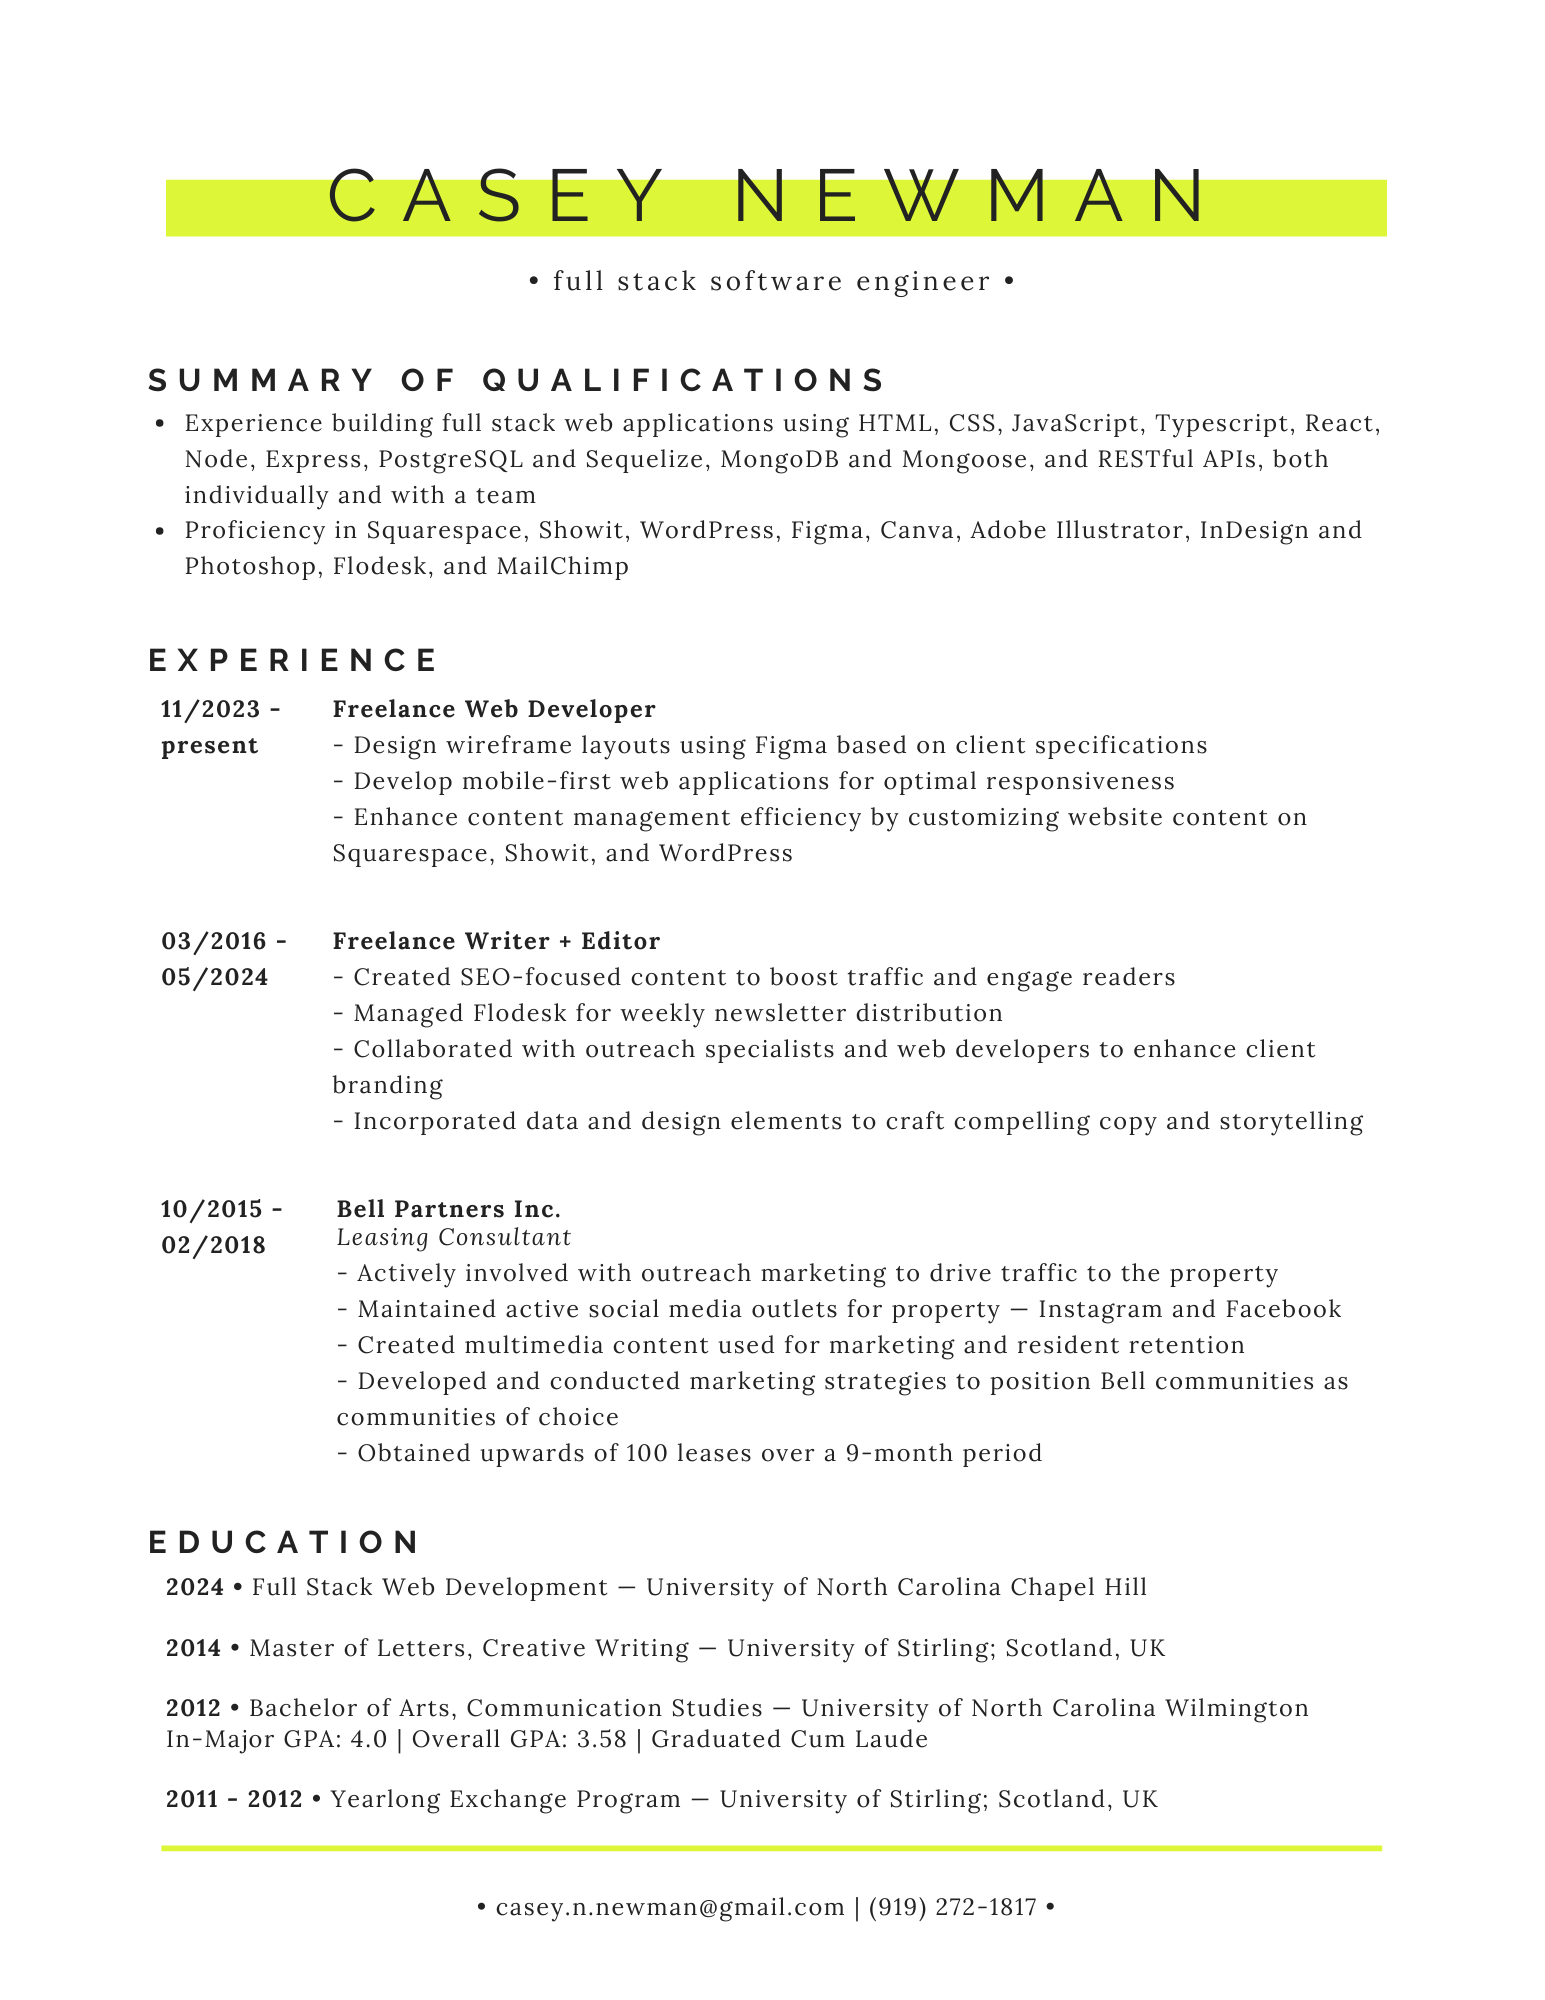 CASEY NEWMAN
• full stack software engineer •
SUMMARY OF QUALIFICATIONS
• Experience building full stack web applications using HTML, CSS, JavaScript, Typescript, React,
Node, Express, PostgreSQL and Sequelize, MongoDB and Mongoose, and RESTful APIs, both
individually and with a team
• Proficiency in Squarespace, Showit, WordPress, Figma, Canva, Adobe Illustrator, InDesign and
Photoshop, Flodesk, and MailChimp
EXPERIENCE
11/2023 -
present
Freelance Web Developer
- Design wireframe layouts using Figma based on client specifications
- Develop mobile-first web applications for optimal responsiveness
- Enhance content management efficiency by customizing website content on
Squarespace, Showit, and WordPress
03/2016 -
05/2024
Freelance Writer + Editor
- Created SEO-focused content to boost traffic and engage readers
- Managed Flodesk for weekly newsletter distribution
- Collaborated with outreach specialists and web developers to enhance client
branding
- Incorporated data and design elements to craft compelling copy and storytelling
10/2015 -
02/2018
Bell Partners Inc.
Leasing Consultant
- Actively involved with outreach marketing to drive traffic to the property
- Maintained active social media outlets for property — Instagram and Facebook
- Created multimedia content used for marketing and resident retention
- Developed and conducted marketing strategies to position Bell communities as
communities of choice
- Obtained upwards of 100 leases over a 9-month period
EDUCATION
2024 • Full Stack Web Development — University of North Carolina Chapel Hill
2014 • Master of Letters, Creative Writing — University of Stirling; Scotland, UK
2012 • Bachelor of Arts, Communication Studies — University of North Carolina Wilmington
In-Major GPA: 4.0 | Overall GPA: 3.58 | Graduated Cum Laude
2011 - 2012 • Yearlong Exchange Program — University of Stirling; Scotland, UK
• casey.n.newman@gmail.com | (919) 272-1817 •